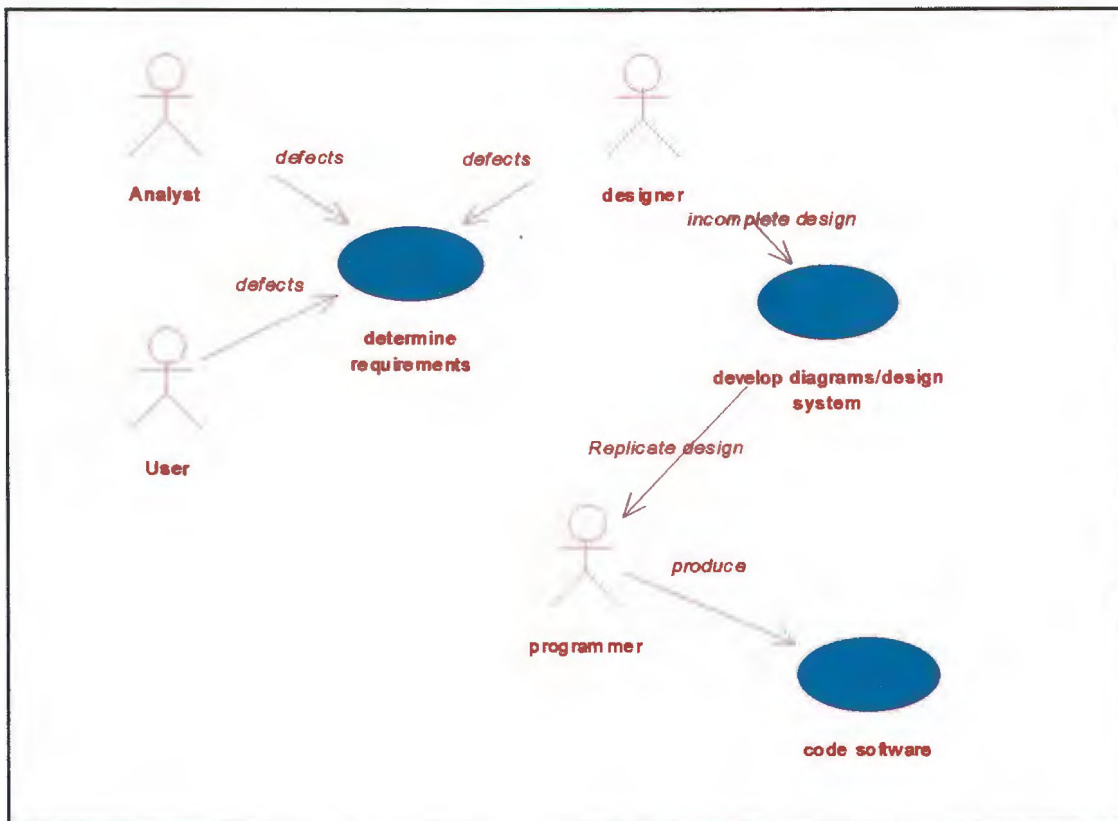 defects
defects
Analyst
designer
incomplete design
defects
determine
requirements
develop diagrams/design
system
Replicate design
User
produce
programmer
code software